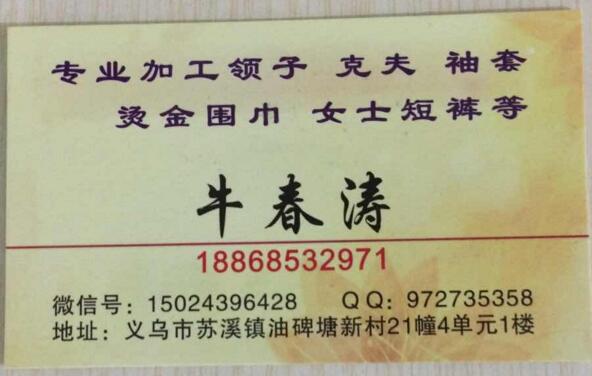 专业加工领子 克夫 袖套
烫金围巾 女士短裤等
牛春涛
18868532971
微信号：15024396428 QQ：972735358
地址：义乌市苏溪镇油碑塘新村21幢4单元1楼